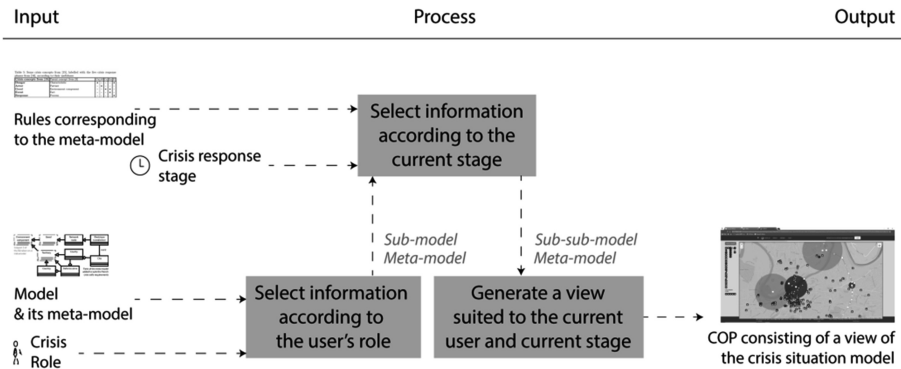 Input
Process
Output
Rules corresponding
to the meta-model
Crisis response
stage
Select information
according to the
current stage
Sub-model
Meta-model
Sub-sub-model
Meta-model
Model
& its meta-model
Crisis
Role
Select information
according to
the user's role
Generate a view
suited to the current
user and current stage
COP consisting of a view of
the crisis situation model